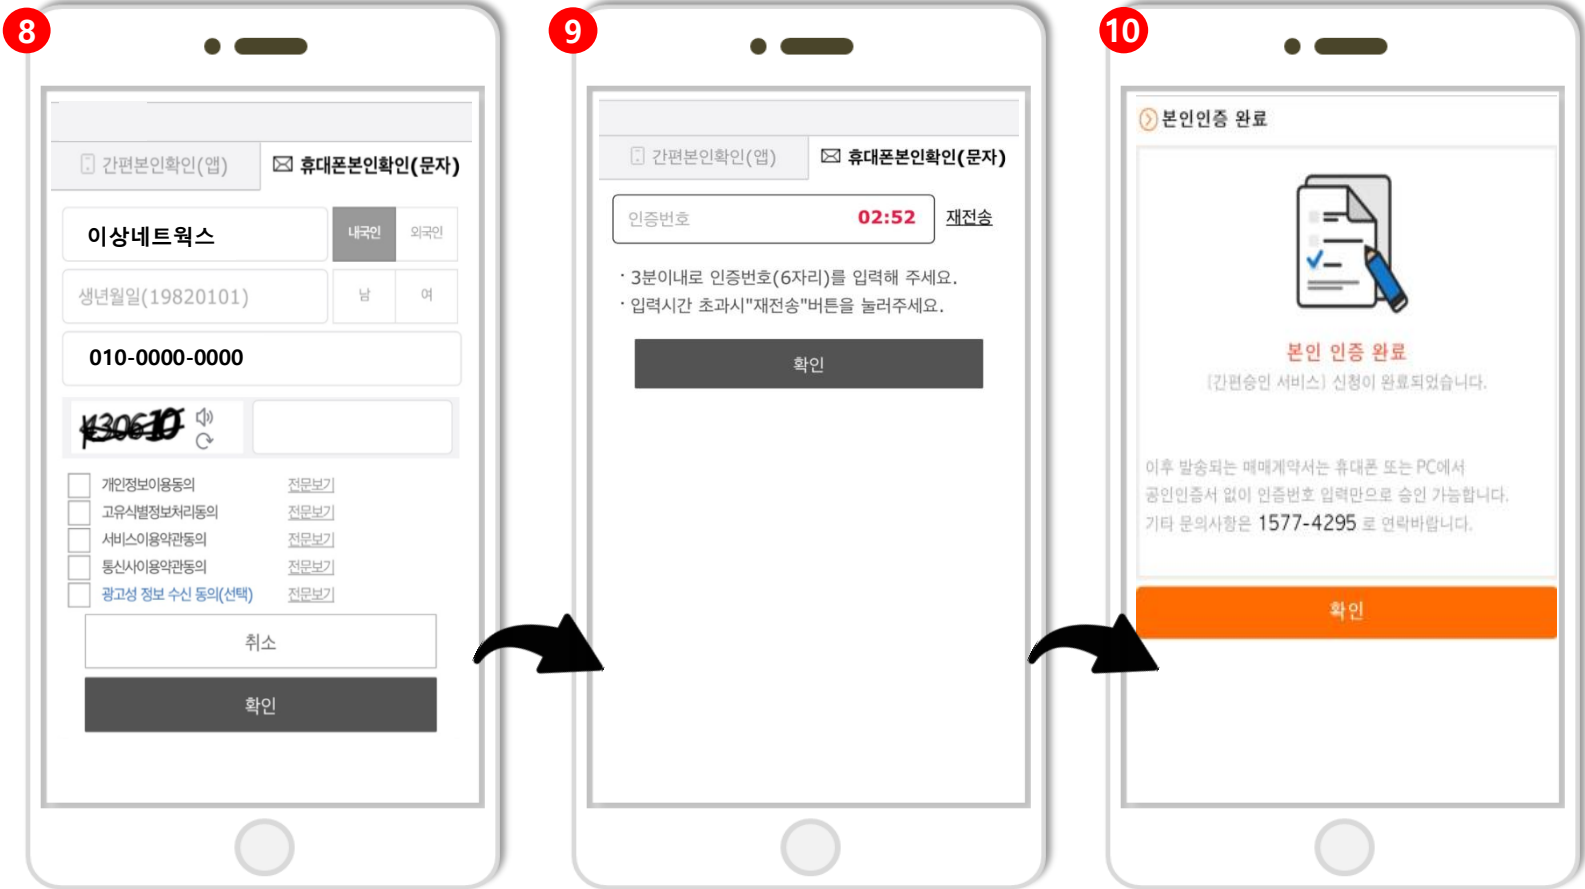 8
간편본인확인(앱) 휴대폰본인확인(문자)
이상네트웍스 내국인 외국인
생년월일(19820101) 남 여
010-0000-0000
개인정보이용동의 전문보기
고유식별정보처리동의 전문보기
서비스이용약관동의 전문보기
통신사이용약관동의 전문보기
광고성 정보 수신 동의(선택) 전문보기
취소
확인
9
간편본인확인(앱) 휴대폰본인확인(문자)
인증번호 02:52 재전송
· 3분이내로 인증번호(6자리)를 입력해 주세요.
· 입력시간 초과시"재전송"버튼을 눌러주세요.
확인
10
본인인증 완료
본인 인증 완료
[간편승인 서비스] 신청이 완료되었습니다.
이후 발송되는 매매계약서는 휴대폰 또는 PC에서
공인인증서 없이 인증번호 입력만으로 승인 가능합니다.
기타 문의사항은 1577-4295 로 연락바랍니다.
확인